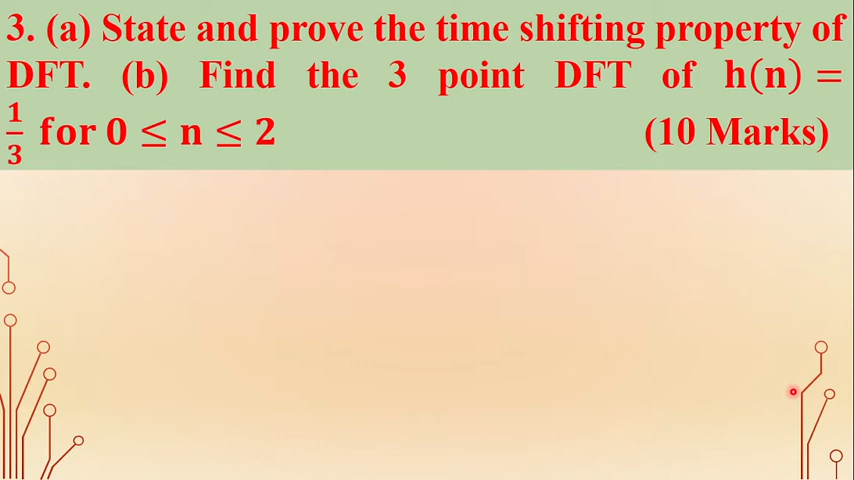 3. (a) State and prove the time shifting property of
DFT. (b) Find the 3 point DFT of h(n) =
1/3 for 0 ≤ n ≤ 2 (10 Marks)